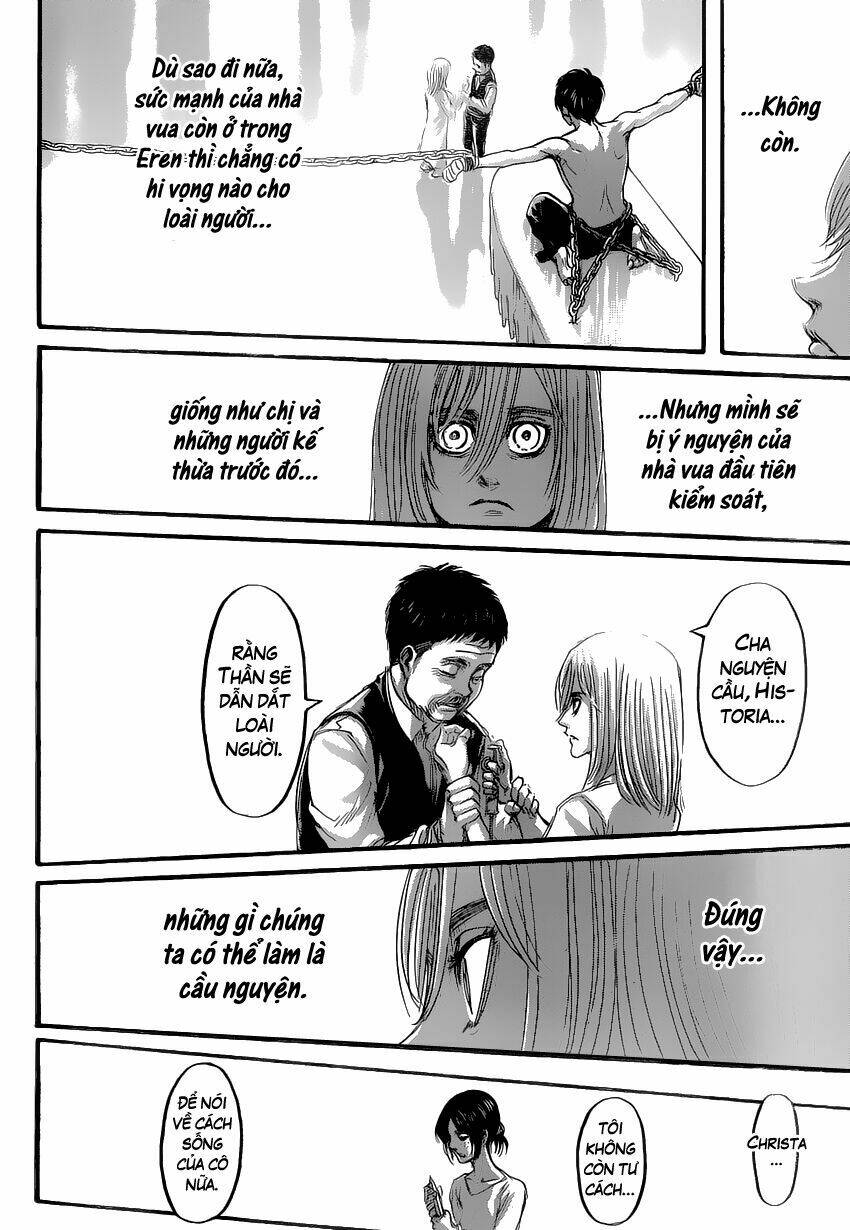 ...Không
còn.
Dù sao đi nữa,
sức mạnh của nhà
vua còn ở trong
Eren thì chẳng có
hi vọng nào cho
loài người...
...Nhưng mình sẽ
bị ý nguyện của
nhà vua đầu tiên
kiểm soát,
giống như chị và
những người kế
thừa trước đó...
CHA
NGUYỆN
CẦU, HIS-
TORIA...
RẰNG
THẦN SẼ
DẪN DẮT
LOÀI
NGƯỜI.
Đúng
vậy...
những gì chúng
ta có thể làm là
cầu nguyện.
CHRISTA
...
TÔI
KHÔNG
CÒN TƯ
CÁCH...
ĐỂ NÓI
VỀ CÁCH
SỐNG
CỦA CÔ
NỮA.